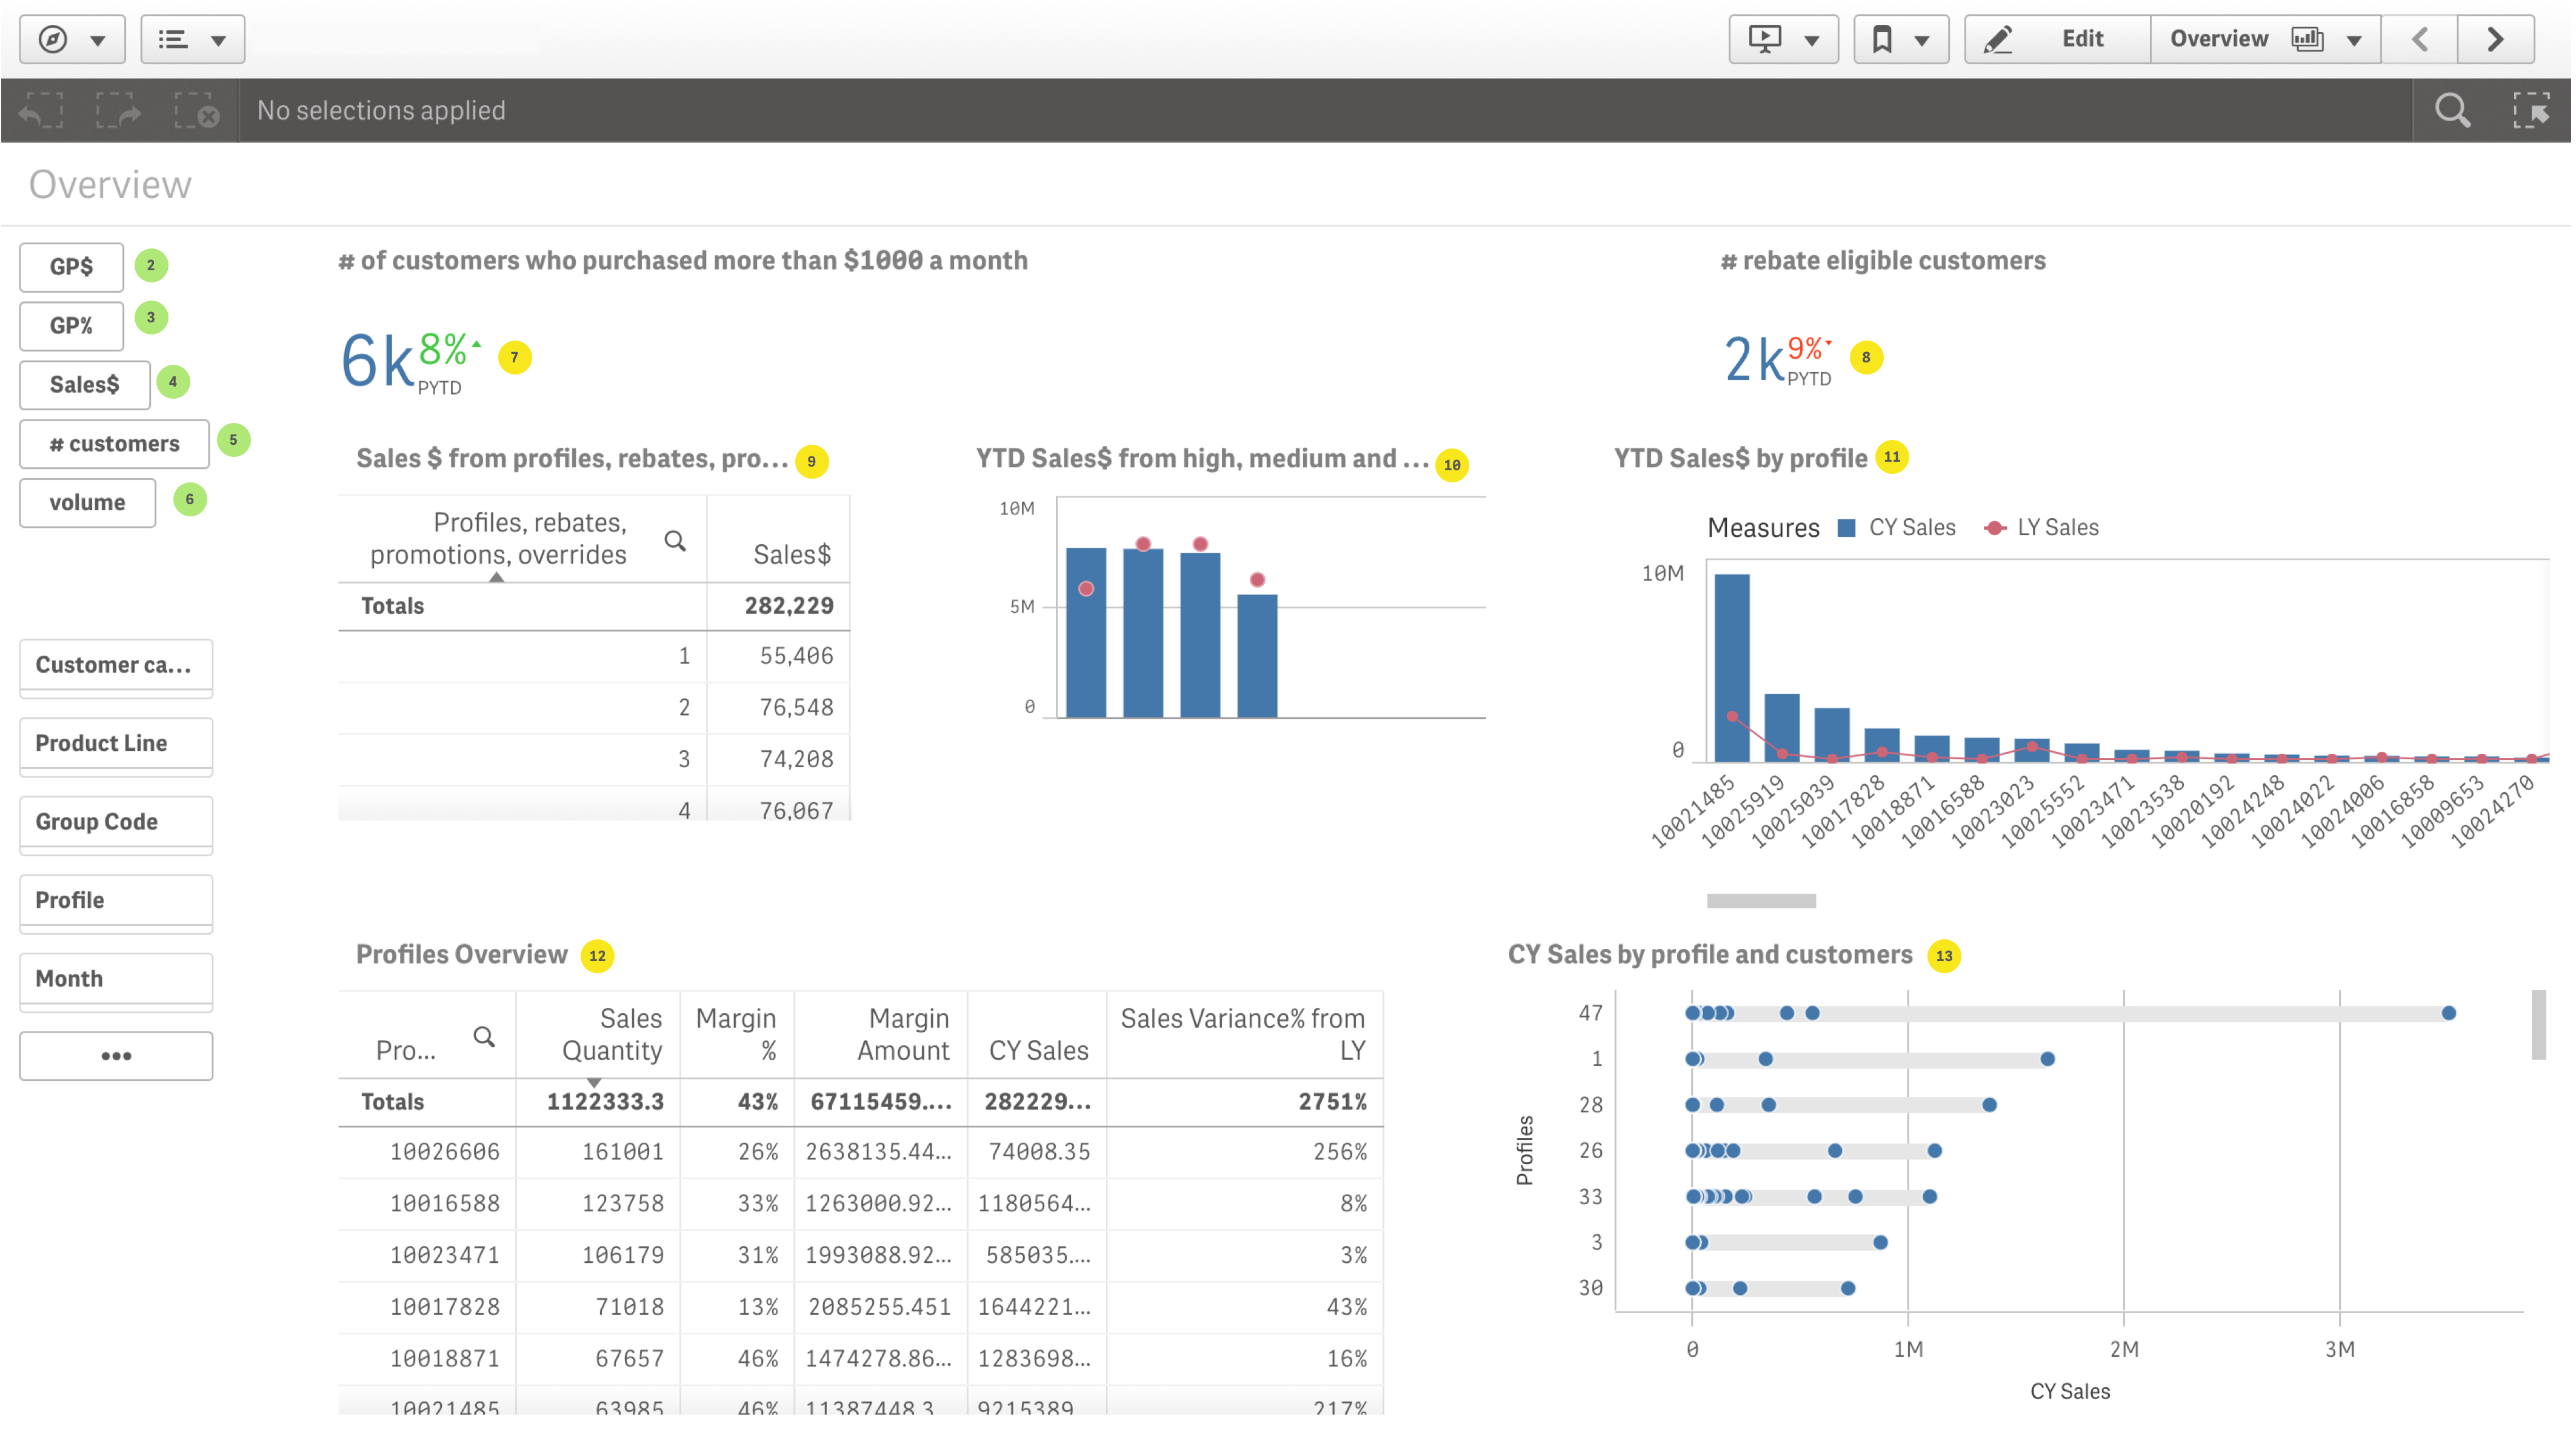 Edit
Overview
No selections applied
Overview
GP$ 2
GP% 3
Sales$ 4
# customers 5
volume 6
Customer ca...
Product Line
Group Code
Profile
Month
•••
# of customers who purchased more than $1000 a month
6k 8% PYTD 7
# rebate eligible customers
2k 9% PYTD 8
Sales $ from profiles, rebates, pro... 9
Profiles, rebates,
promotions, overrides Sales$
Totals 282,229
1 55,406
2 76,548
3 74,208
4 76,067
YTD Sales$ from high, medium and ... 10
10M
5M
0
YTD Sales$ by profile 11
Measures CY Sales LY Sales
10M
0
10021485
10025919
10025039
10017828
10018871
10016588
10023023
10025552
10023471
10023538
10020192
10024248
10024022
10024006
10016858
10009653
10024270
Profiles Overview 12
Pro... Sales Quantity Margin % Margin Amount CY Sales Sales Variance% from LY
Totals 1122333.3 43% 67115459.... 282229... 2751%
10026606 161001 26% 2638135.44... 74008.35 256%
10016588 123758 33% 1263000.92... 1180564... 8%
10023471 106179 31% 1993088.92... 585035.... 3%
10017828 71018 13% 2085255.451 1644221... 43%
10018871 67657 46% 1474278.86... 1283698... 16%
10021485 63985 46% 11387448.3 9215389 217%
CY Sales by profile and customers 13
Profiles
47
1
28
26
33
3
30
0 1M 2M 3M
CY Sales